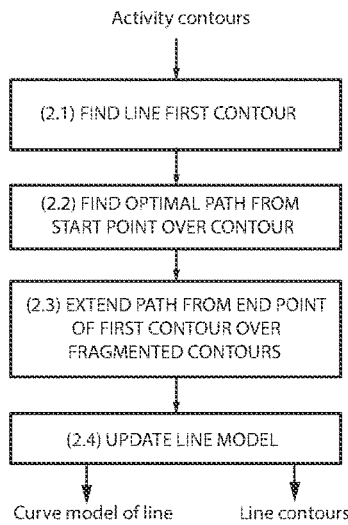 Activity contours
(2.1) FIND LINE FIRST CONTOUR
(2.2) FIND OPTIMAL PATH FROM
START POINT OVER CONTOUR
(2.3) EXTEND PATH FROM END POINT
OF FIRST CONTOUR OVER
FRAGMENTED CONTOURS
(2.4) UPDATE LINE MODEL
Curve model of line
Line contours